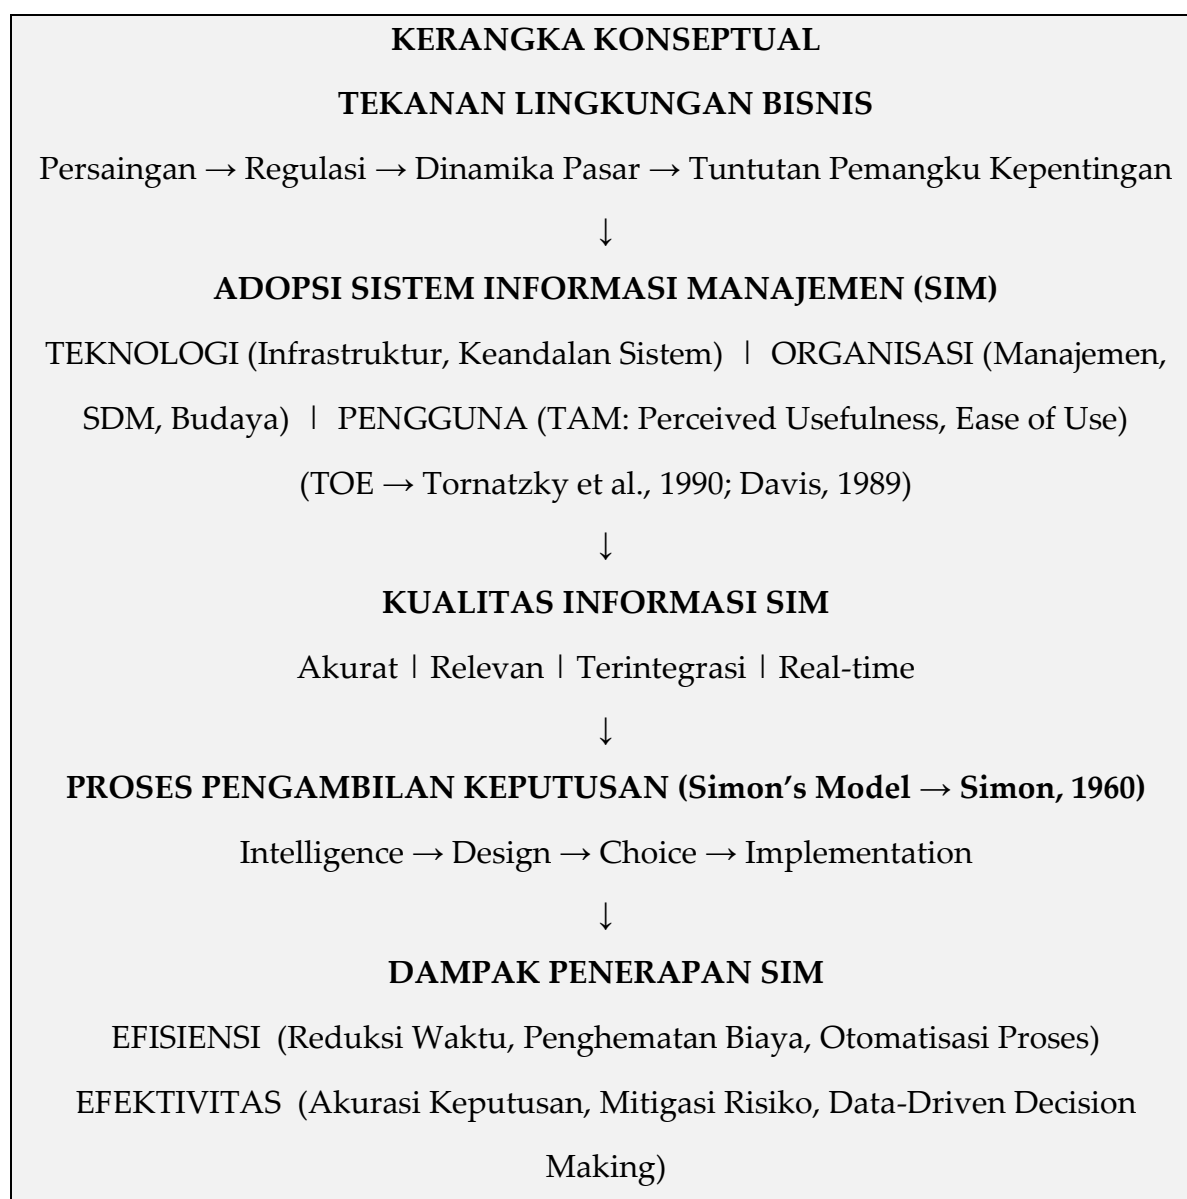 KERANGKA KONSEPTUAL
TEKANAN LINGKUNGAN BISNIS
Persaingan → Regulasi → Dinamika Pasar → Tuntutan Pemangku Kepentingan
↓
ADOPSI SISTEM INFORMASI MANAJEMEN (SIM)
TEKNOLOGI (Infrastruktur, Keandalan Sistem) | ORGANISASI (Manajemen,
SDM, Budaya) | PENGGUNA (TAM: Perceived Usefulness, Ease of Use)
(TOE → Tornatzky et al., 1990; Davis, 1989)
↓
KUALITAS INFORMASI SIM
Akurat | Relevan | Terintegrasi | Real-time
↓
PROSES PENGAMBILAN KEPUTUSAN (Simon’s Model → Simon, 1960)
Intelligence → Design → Choice → Implementation
↓
DAMPAK PENERAPAN SIM
EFISIENSI (Reduksi Waktu, Penghematan Biaya, Otomatisasi Proses)
EFEKTIVITAS (Akurasi Keputusan, Mitigasi Risiko, Data-Driven Decision
Making)